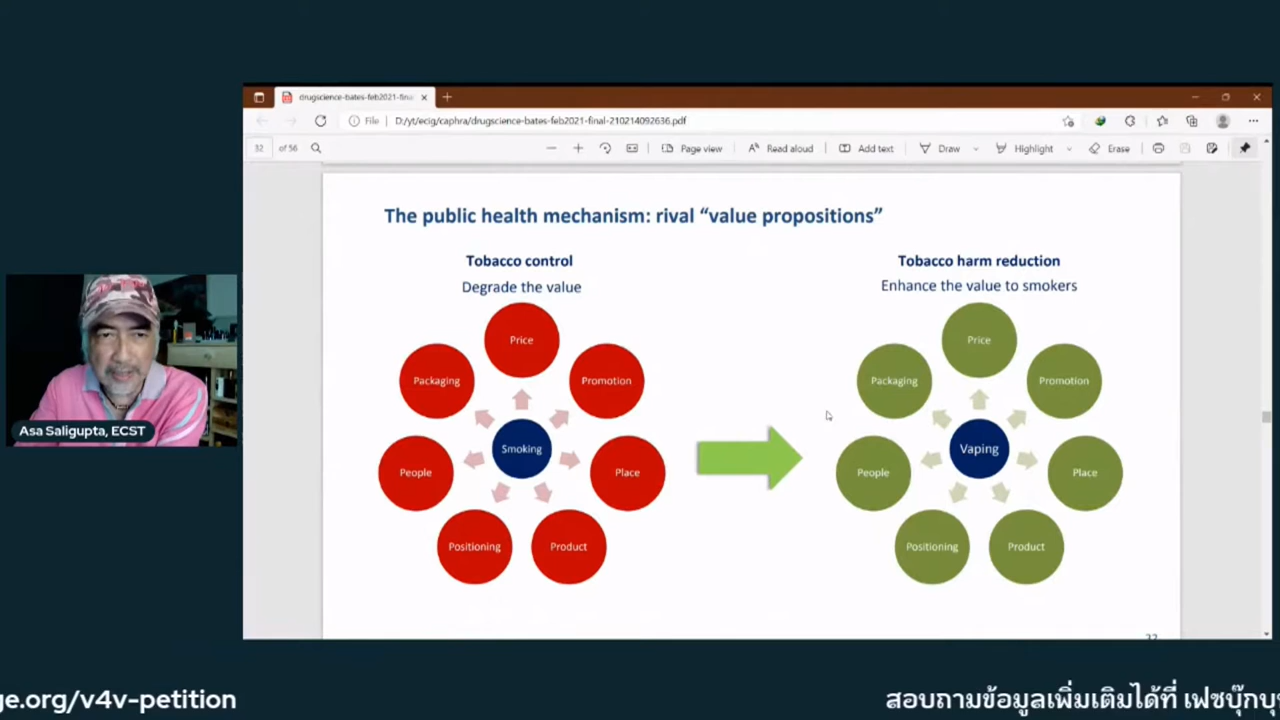 drugscience-bates-feb2021-fina
File
D:/yt/ecig/caphra/drugscience-bates-feb2021-final-210214092636.pdf
32 of 56
Page view
Read aloud
Add text
Draw
Highlight
Erase
The public health mechanism: rival “value propositions”
Tobacco control
Degrade the value
Price
Packaging
Promotion
Smoking
People
Place
Positioning
Product
Tobacco harm reduction
Enhance the value to smokers
Price
Packaging
Promotion
Vaping
People
Place
Positioning
Product
Asa Saligupta, ECST
ge.org/v4v-petition
สอบถามข้อมูลเพิ่มเติมได้ที่ เฟซบุ๊กบุ